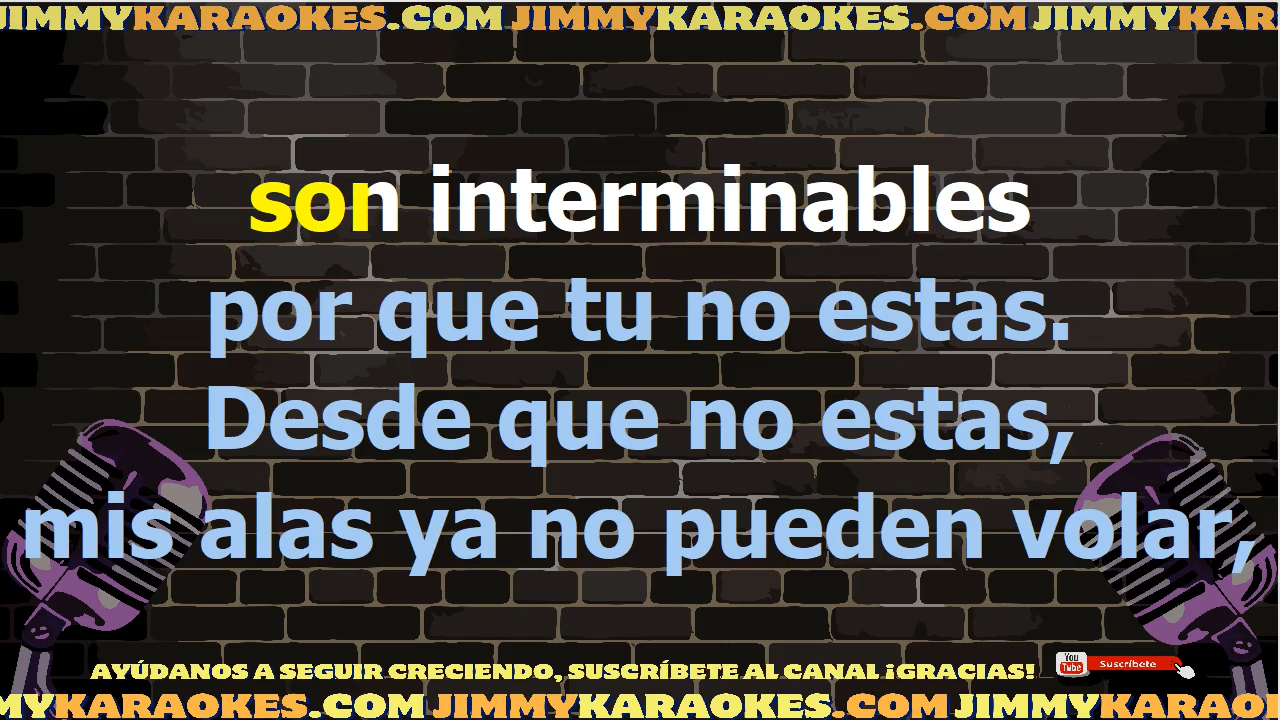 JIMMYKARAOKES.COM JIMMYKARAOKES.COM JIMMYKAR
son interminables
por que tu no estas.
Desde que no estas,
mis alas ya no pueden volar,
AYÚDANOS A SEGUIR CRECIENDO, SUSCRÍBETE AL CANAL ¡GRACIAS! You Tube Suscríbete
MYKARAOKES.COM JIMMYKARAOKES.COM JIMMYKARAO